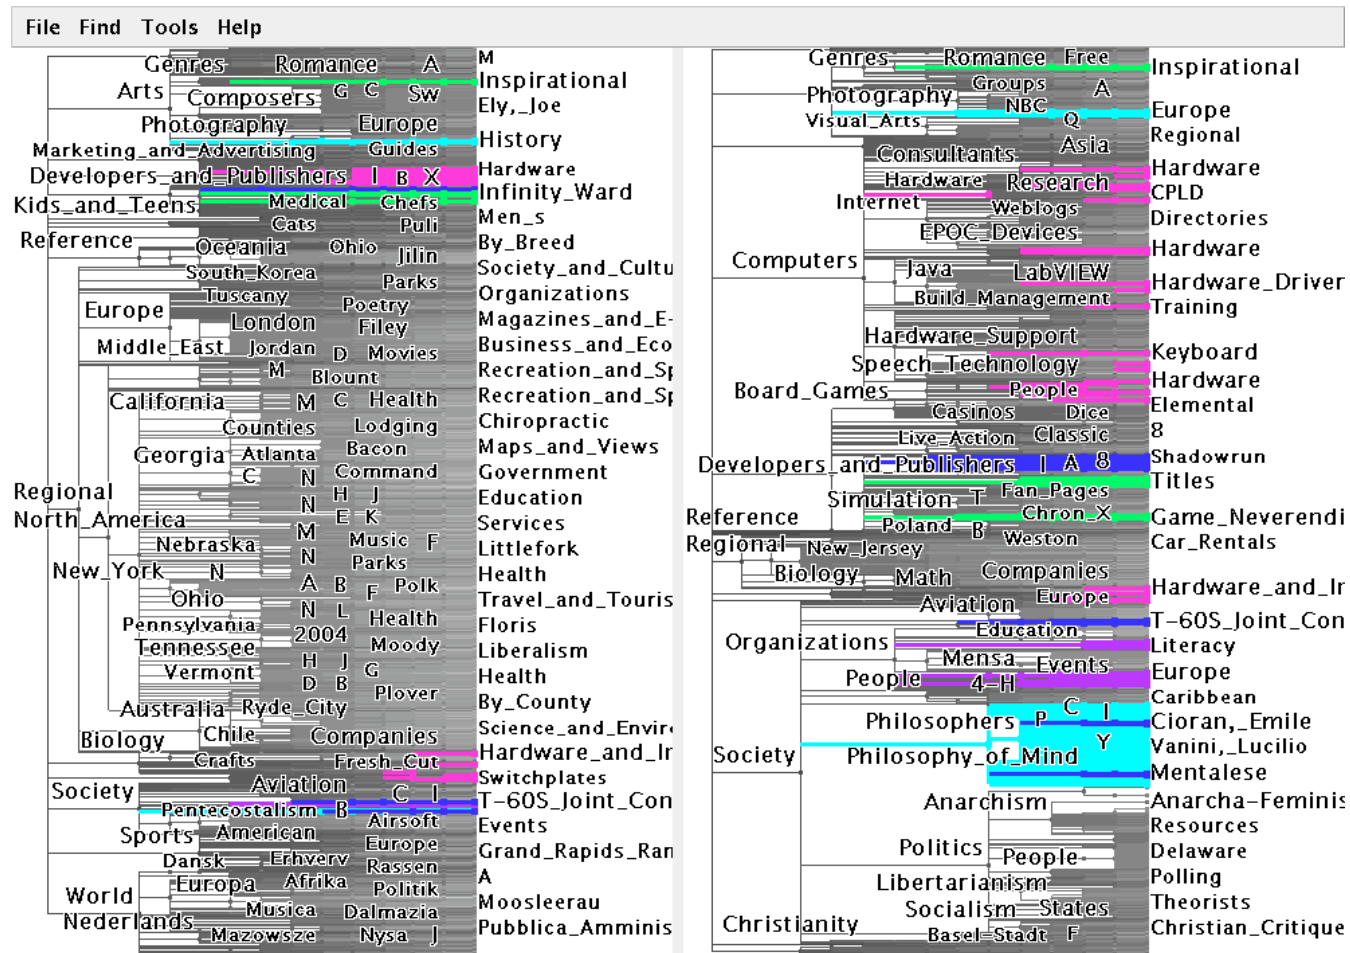 File Find Tools Help
Genres Romance A M
Arts Inspirational
Composers G C Sw Ely,_Joe
Photography Europe
History
Marketing_and_Advertising Guides
Developers_and_Publishers I B X Hardware
Infinity_Ward
Kids_and_Teens Medical Chefs
Cats Puli Men_s
Reference Oceania Ohio Jilin By_Breed
South_Korea Parks Society_and_Cultu
Tuscany Poetry Organizations
Europe London Filey Magazines_and_E-
Middle_East Jordan D Movies Business_and_Eco
M Blount Recreation_and_Sp
California M C Health Recreation_and_Sp
Counties Lodging Chiropractic
Georgia Atlanta Bacon Maps_and_Views
C N Command Government
Regional H J Education
North_America N E K Services
Nebraska M Music F Littlefork
New_York N N Parks Health
A B F Polk
Ohio N L Health Travel_and_Touris
Pennsylvania 2004 Floris
Tennessee Moody Liberalism
Vermont H J G Health
D B Plover
Australia Ryde_City By_County
Biology Chile Companies Science_and_Envir
Crafts Fresh_Cut Hardware_and_In
Aviation Switchplates
Society C I T-60S_Joint_Con
Pentecostalism B Airsoft
Sports American Europe Events
Dansk Erhverv Rassen Grand_Rapids_Ran
World Europa Afrika Politik A
Nederlands Musica Dalmazia Moosleerau
Mazowsze Nysa J Pubblica_Amminis
Genres Romance Free
Inspirational
Groups A
Photography NBC Europe
Visual_Arts Q Regional
Consultants Asia
Hardware Research Hardware
Internet Weblogs CPLD
EPOC_Devices Directories
Computers Java LabVIEW Hardware
Build_Management Hardware_Driver
Training
Hardware_Support
Speech_Technology Keyboard
Board_Games People Hardware
Casinos Dice Elemental
Live_Action Classic 8
Developers_and_Publishers I A 8 Shadowrun
Simulation T Fan_Pages Titles
Reference Poland B Chron_X Game_Neverendi
Regional New_Jersey Weston Car_Rentals
Biology Math Companies
Europe Hardware_and_In
Aviation
Organizations Education T-60S_Joint_Con
Mensa Events Literacy
People 4-H Europe
Caribbean
Philosophers P C I Cioran,_Emile
Society Philosophy_of_Mind Y Vanini,_Lucilio
Mentalese
Anarchism Anarcha-Feminis
Resources
Politics People Delaware
Libertarianism Polling
Socialism States Theorists
Christianity Basel-Stadt F Christian_Critique